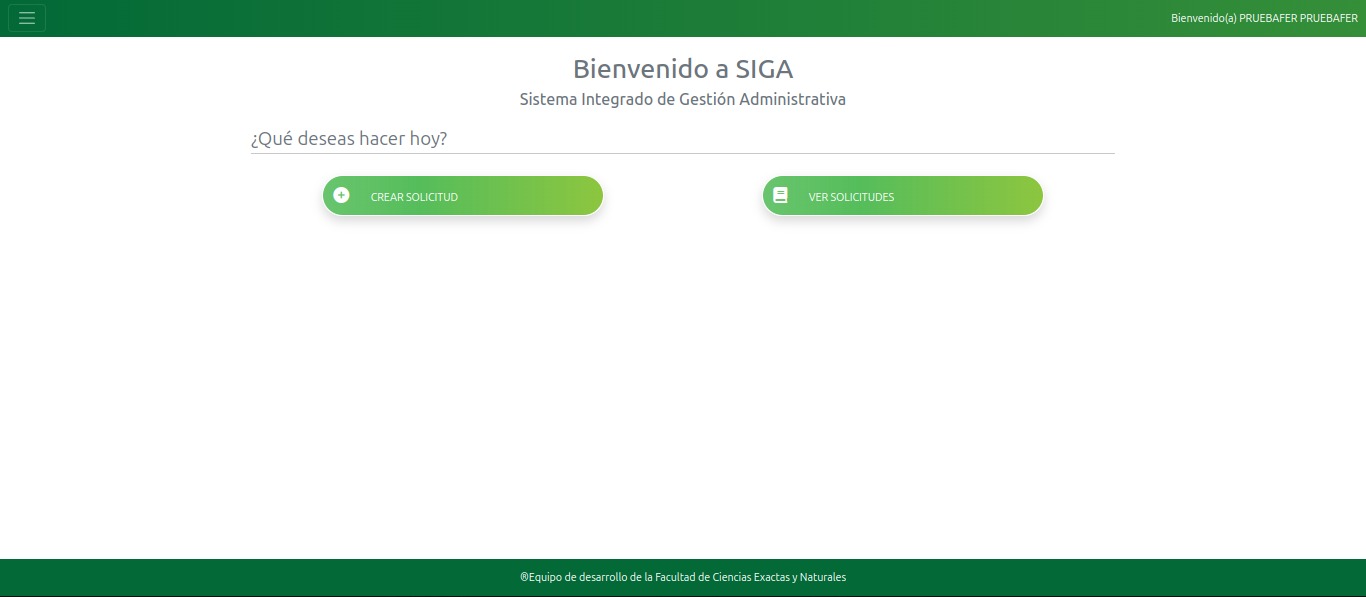 Bienvenido(a) PRUEBAFER PRUEBAFER
Bienvenido a SIGA
Sistema Integrado de Gestión Administrativa
¿Qué deseas hacer hoy?
CREAR SOLICITUD
VER SOLICITUDES
®Equipo de desarrollo de la Facultad de Ciencias Exactas y Naturales